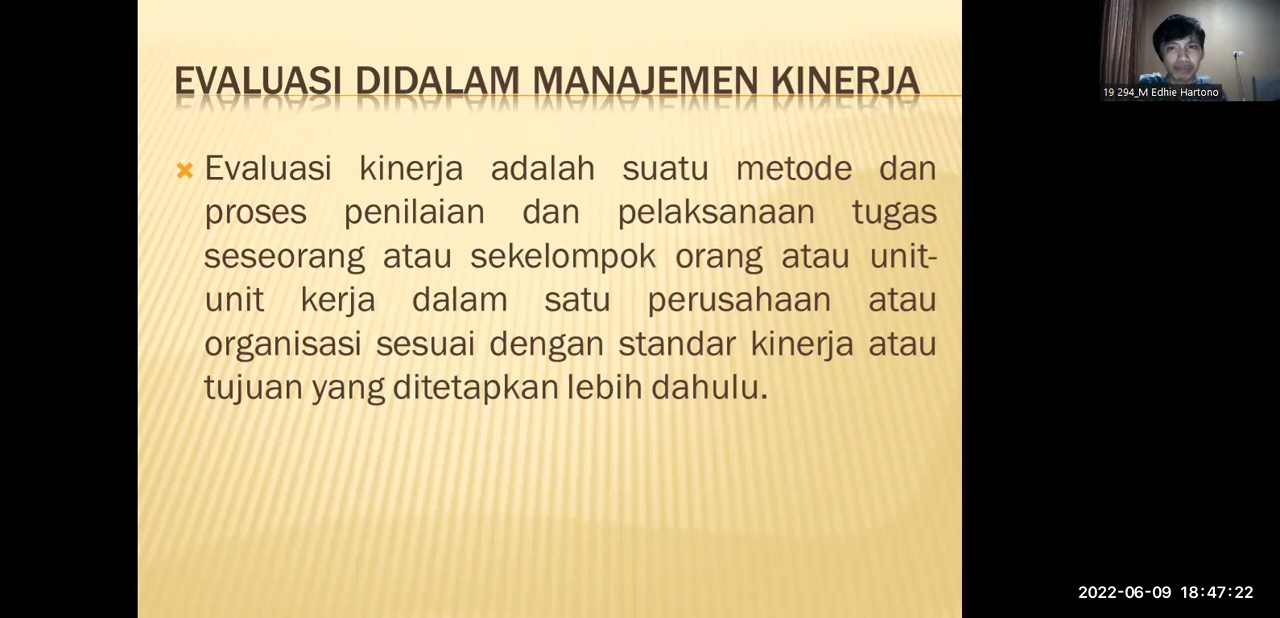 EVALUASI DIDALAM MANAJEMEN KINERJA
Evaluasi kinerja adalah suatu metode dan
proses penilaian dan pelaksanaan tugas
seseorang atau sekelompok orang atau unit-
unit kerja dalam satu perusahaan atau
organisasi sesuai dengan standar kinerja atau
tujuan yang ditetapkan lebih dahulu.
19 294_M Edhie Hartono
2022-06-09 18:47:22